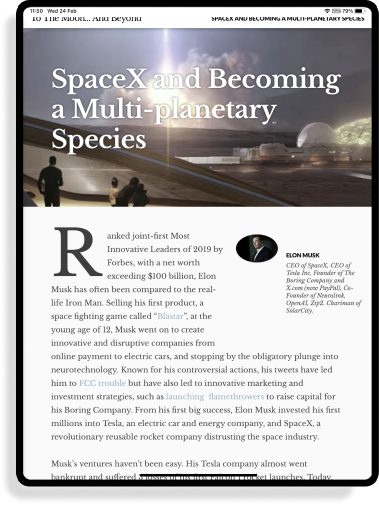 11:50 Wed 24 Feb
79%
To The Moon... And Beyond
SPACEX AND BECOMING A MULTI-PLANETARY SPECIES
SpaceX and Becoming
a Multi-planetary
Species
Ranked joint-first Most
Innovative Leaders of 2019 by
Forbes, with a net worth
exceeding $100 billion, Elon
Musk has often been compared to the real-
life Iron Man. Selling his first product, a
space fighting game called “Blastar”, at the
young age of 12, Musk went on to create
innovative and disruptive companies from
online payment to electric cars, and stopping by the obligatory plunge into
neurotechnology. Known for his controversial actions, his tweets have led
him to FCC trouble but have also led to innovative marketing and
investment strategies, such as launching flamethrowers to raise capital for
his Boring Company. From his first big success, Elon Musk invested his first
millions into Tesla, an electric car and energy company, and SpaceX, a
revolutionary reusable rocket company distrusting the space industry.
ELON MUSK
CEO of SpaceX, CEO of
Tesla Inc, Founder of The
Boring Company and
X.com (now PayPal), Co-
Founder of Neuralink,
OpenAI, Zip2. Chariman of
SolarCity.
Musk’s ventures haven’t been easy. His Tesla company almost went
bankrupt and suffered 3 losses of his first Falcon 1 rocket launches. Today,